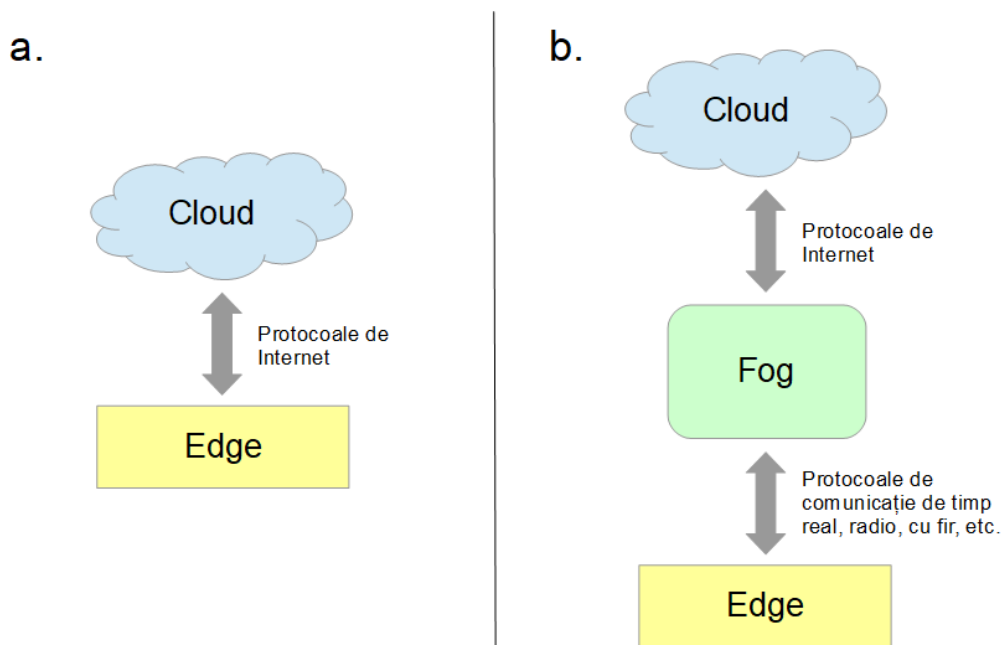 a.
Cloud
Protocoale de
Internet
Edge
b.
Cloud
Protocoale de
Internet
Fog
Protocoale de
comunicație de timp
real, radio, cu fir, etc.
Edge